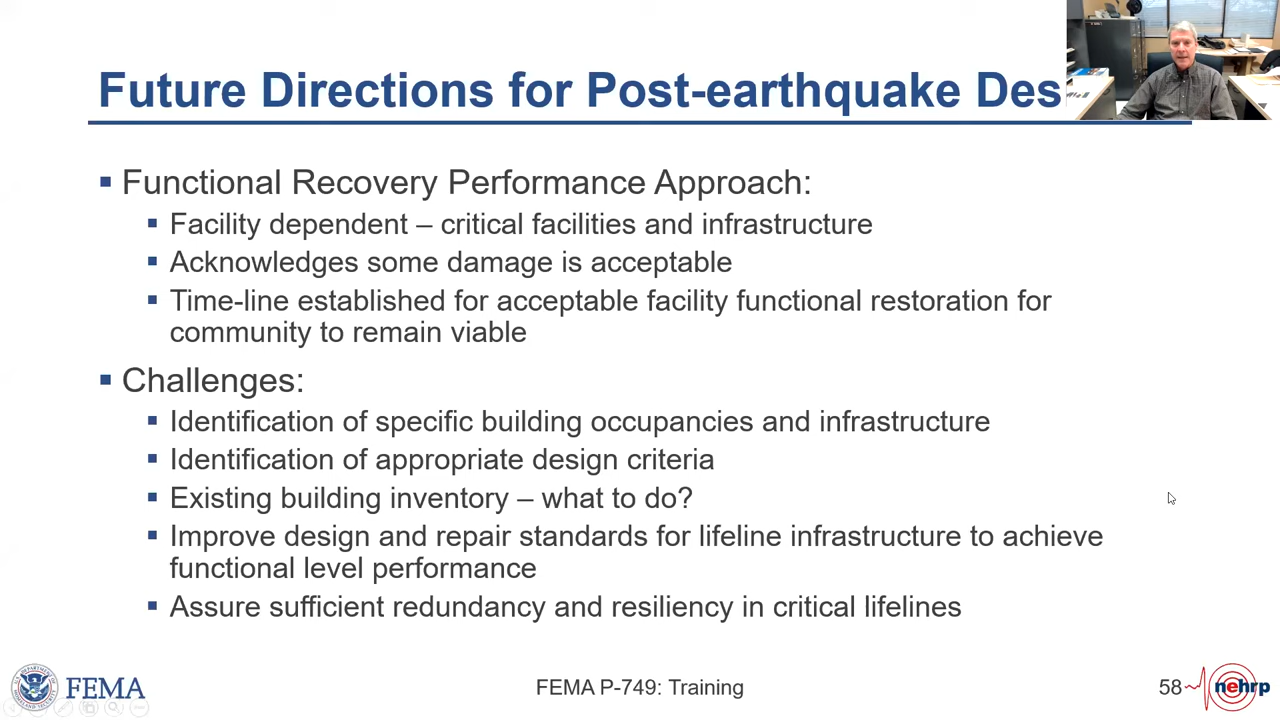 Future Directions for Post-earthquake Des
Functional Recovery Performance Approach:
Facility dependent – critical facilities and infrastructure
Acknowledges some damage is acceptable
Time-line established for acceptable facility functional restoration for
community to remain viable
Challenges:
Identification of specific building occupancies and infrastructure
Identification of appropriate design criteria
Existing building inventory – what to do?
Improve design and repair standards for lifeline infrastructure to achieve
functional level performance
Assure sufficient redundancy and resiliency in critical lifelines
FEMA
FEMA P-749: Training
58
nehrp